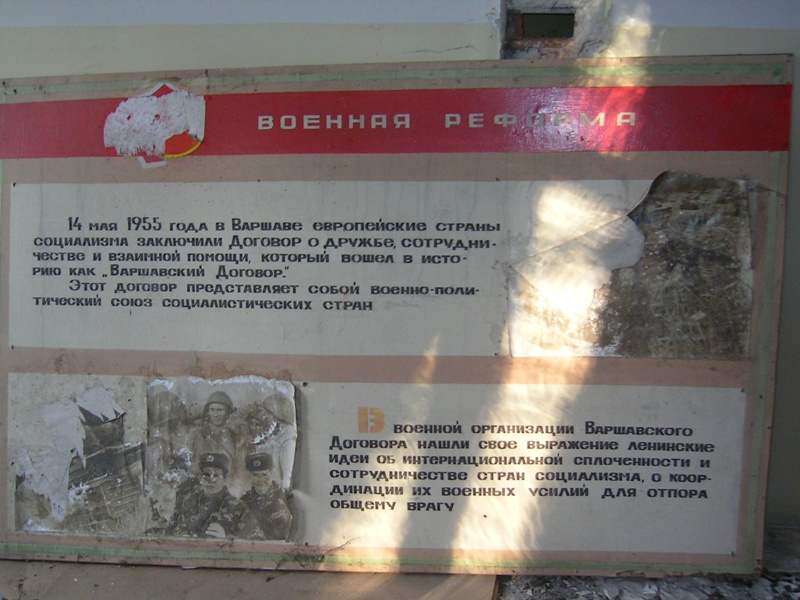 ВОЕННАЯ РЕФОРМА
14 МАЯ 1955 ГОДА В ВАРШАВЕ ЕВРОПЕЙСКИЕ СТРАНЫ
СОЦИАЛИЗМА ЗАКЛЮЧИЛИ ДОГОВОР О ДРУЖБЕ, СОТРУДНИ-
ЧЕСТВЕ И ВЗАИМНОЙ ПОМОЩИ, КОТОРЫЙ ВОШЕЛ В ИСТО-
РИЮ КАК „ВАРШАВСКИЙ ДОГОВОР."
ЭТОТ ДОГОВОР ПРЕДСТАВЛЯЕТ СОБОЙ ВОЕННО-ПОЛИ-
ТИЧЕСКИЙ СОЮЗ СОЦИАЛИСТИЧЕСКИХ СТРАН
В ВОЕННОЙ ОРГАНИЗАЦИИ ВАРШАВСКОГО
ДОГОВОРА НАШЛИ СВОЕ ВЫРАЖЕНИЕ ЛЕНИНСКИЕ
ИДЕИ ОБ ИНТЕРНАЦИОНАЛЬНОЙ СПЛОЧЕННОСТИ И
СОТРУДНИЧЕСТВЕ СТРАН СОЦИАЛИЗМА, О КООР-
ДИНАЦИИ ИХ ВОЕННЫХ УСИЛИЙ ДЛЯ ОТПОРА
ОБЩЕМУ ВРАГУ